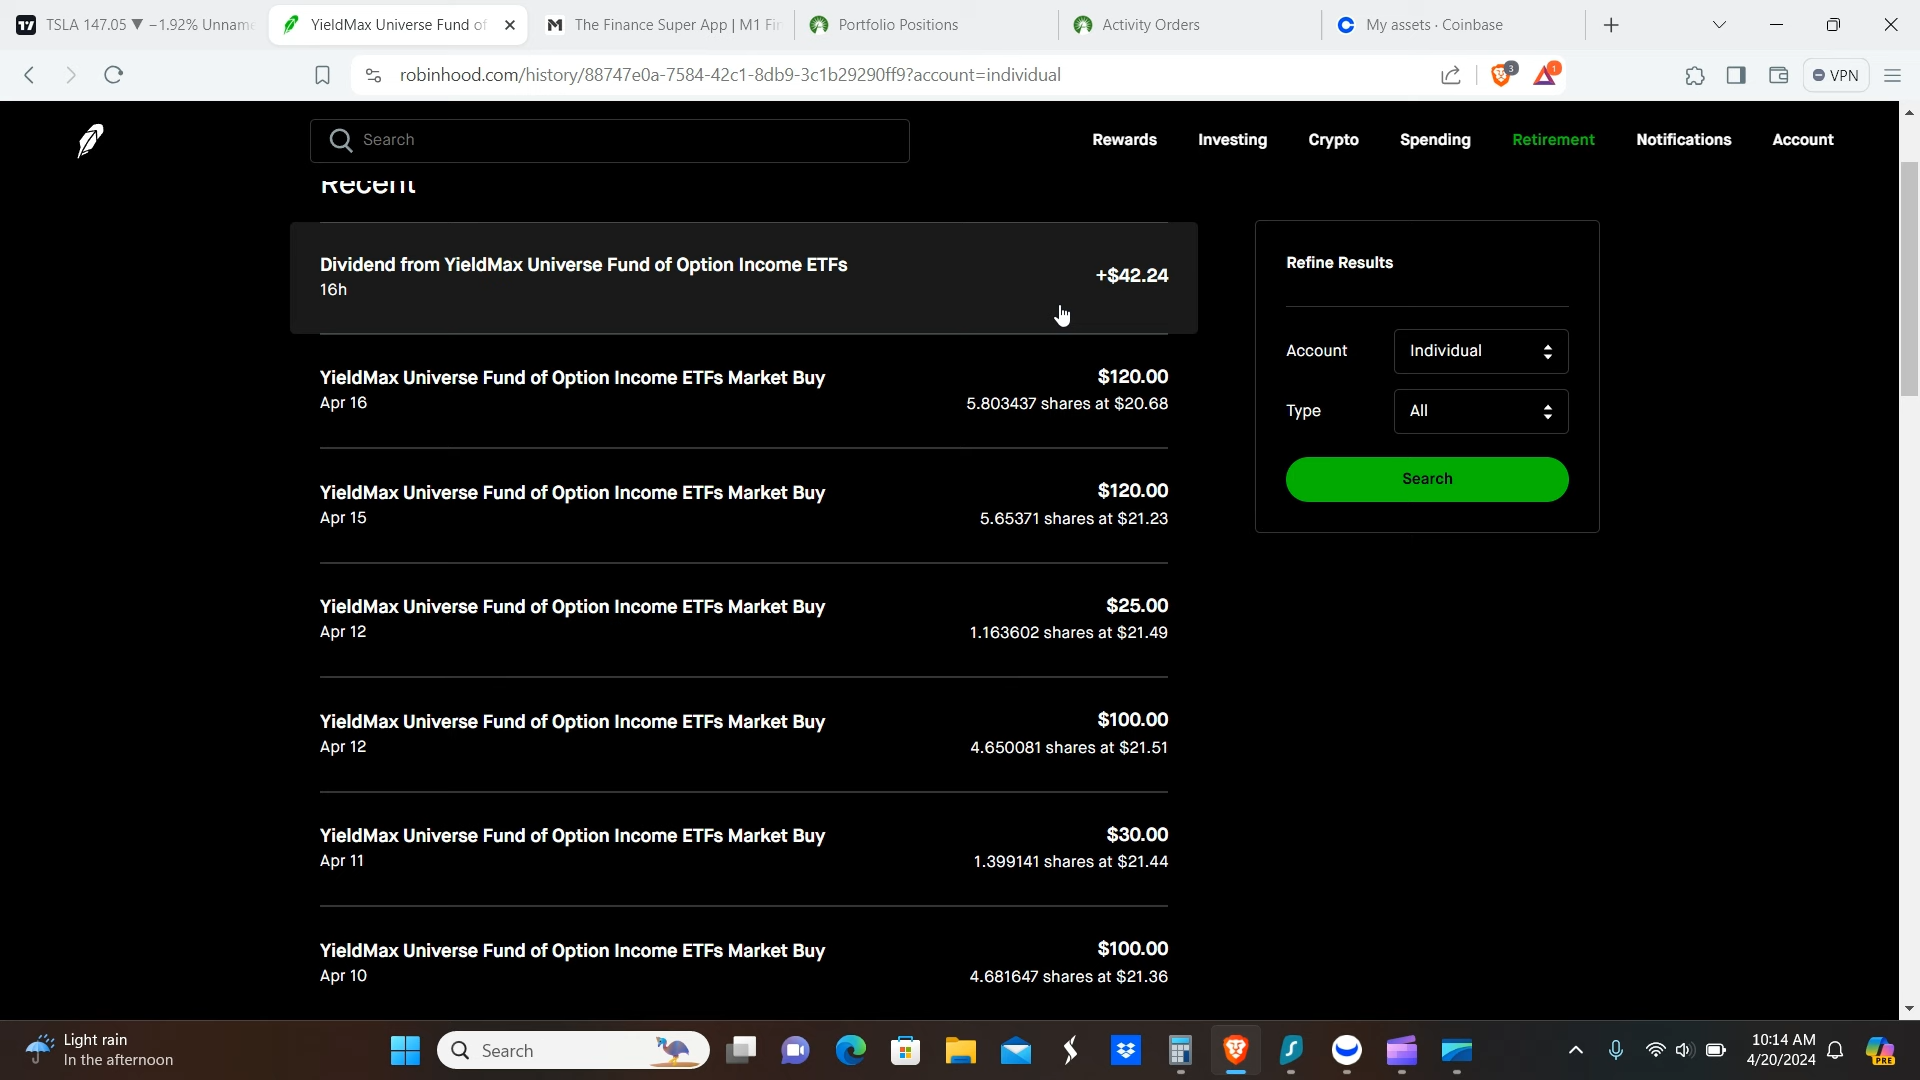 TSLA 147.05 ▼ −1.92% Unname
YieldMax Universe Fund of
The Finance Super App | M1 Fin
Portfolio Positions
Activity Orders
My assets · Coinbase
robinhood.com/history/88747e0a-7584-42c1-8db9-3c1b29290ff9?account=individual
3
1
VPN
Search
Rewards
Investing
Crypto
Spending
Retirement
Notifications
Account
Recent
Dividend from YieldMax Universe Fund of Option Income ETFs
16h
+$42.24
YieldMax Universe Fund of Option Income ETFs Market Buy
Apr 16
$120.00
5.803437 shares at $20.68
YieldMax Universe Fund of Option Income ETFs Market Buy
Apr 15
$120.00
5.65371 shares at $21.23
YieldMax Universe Fund of Option Income ETFs Market Buy
Apr 12
$25.00
1.163602 shares at $21.49
YieldMax Universe Fund of Option Income ETFs Market Buy
Apr 12
$100.00
4.650081 shares at $21.51
YieldMax Universe Fund of Option Income ETFs Market Buy
Apr 11
$30.00
1.399141 shares at $21.44
YieldMax Universe Fund of Option Income ETFs Market Buy
Apr 10
$100.00
4.681647 shares at $21.36
Refine Results
Account
Individual
Type
All
Search
Light rain
In the afternoon
Search
10:14 AM
4/20/2024
PRE